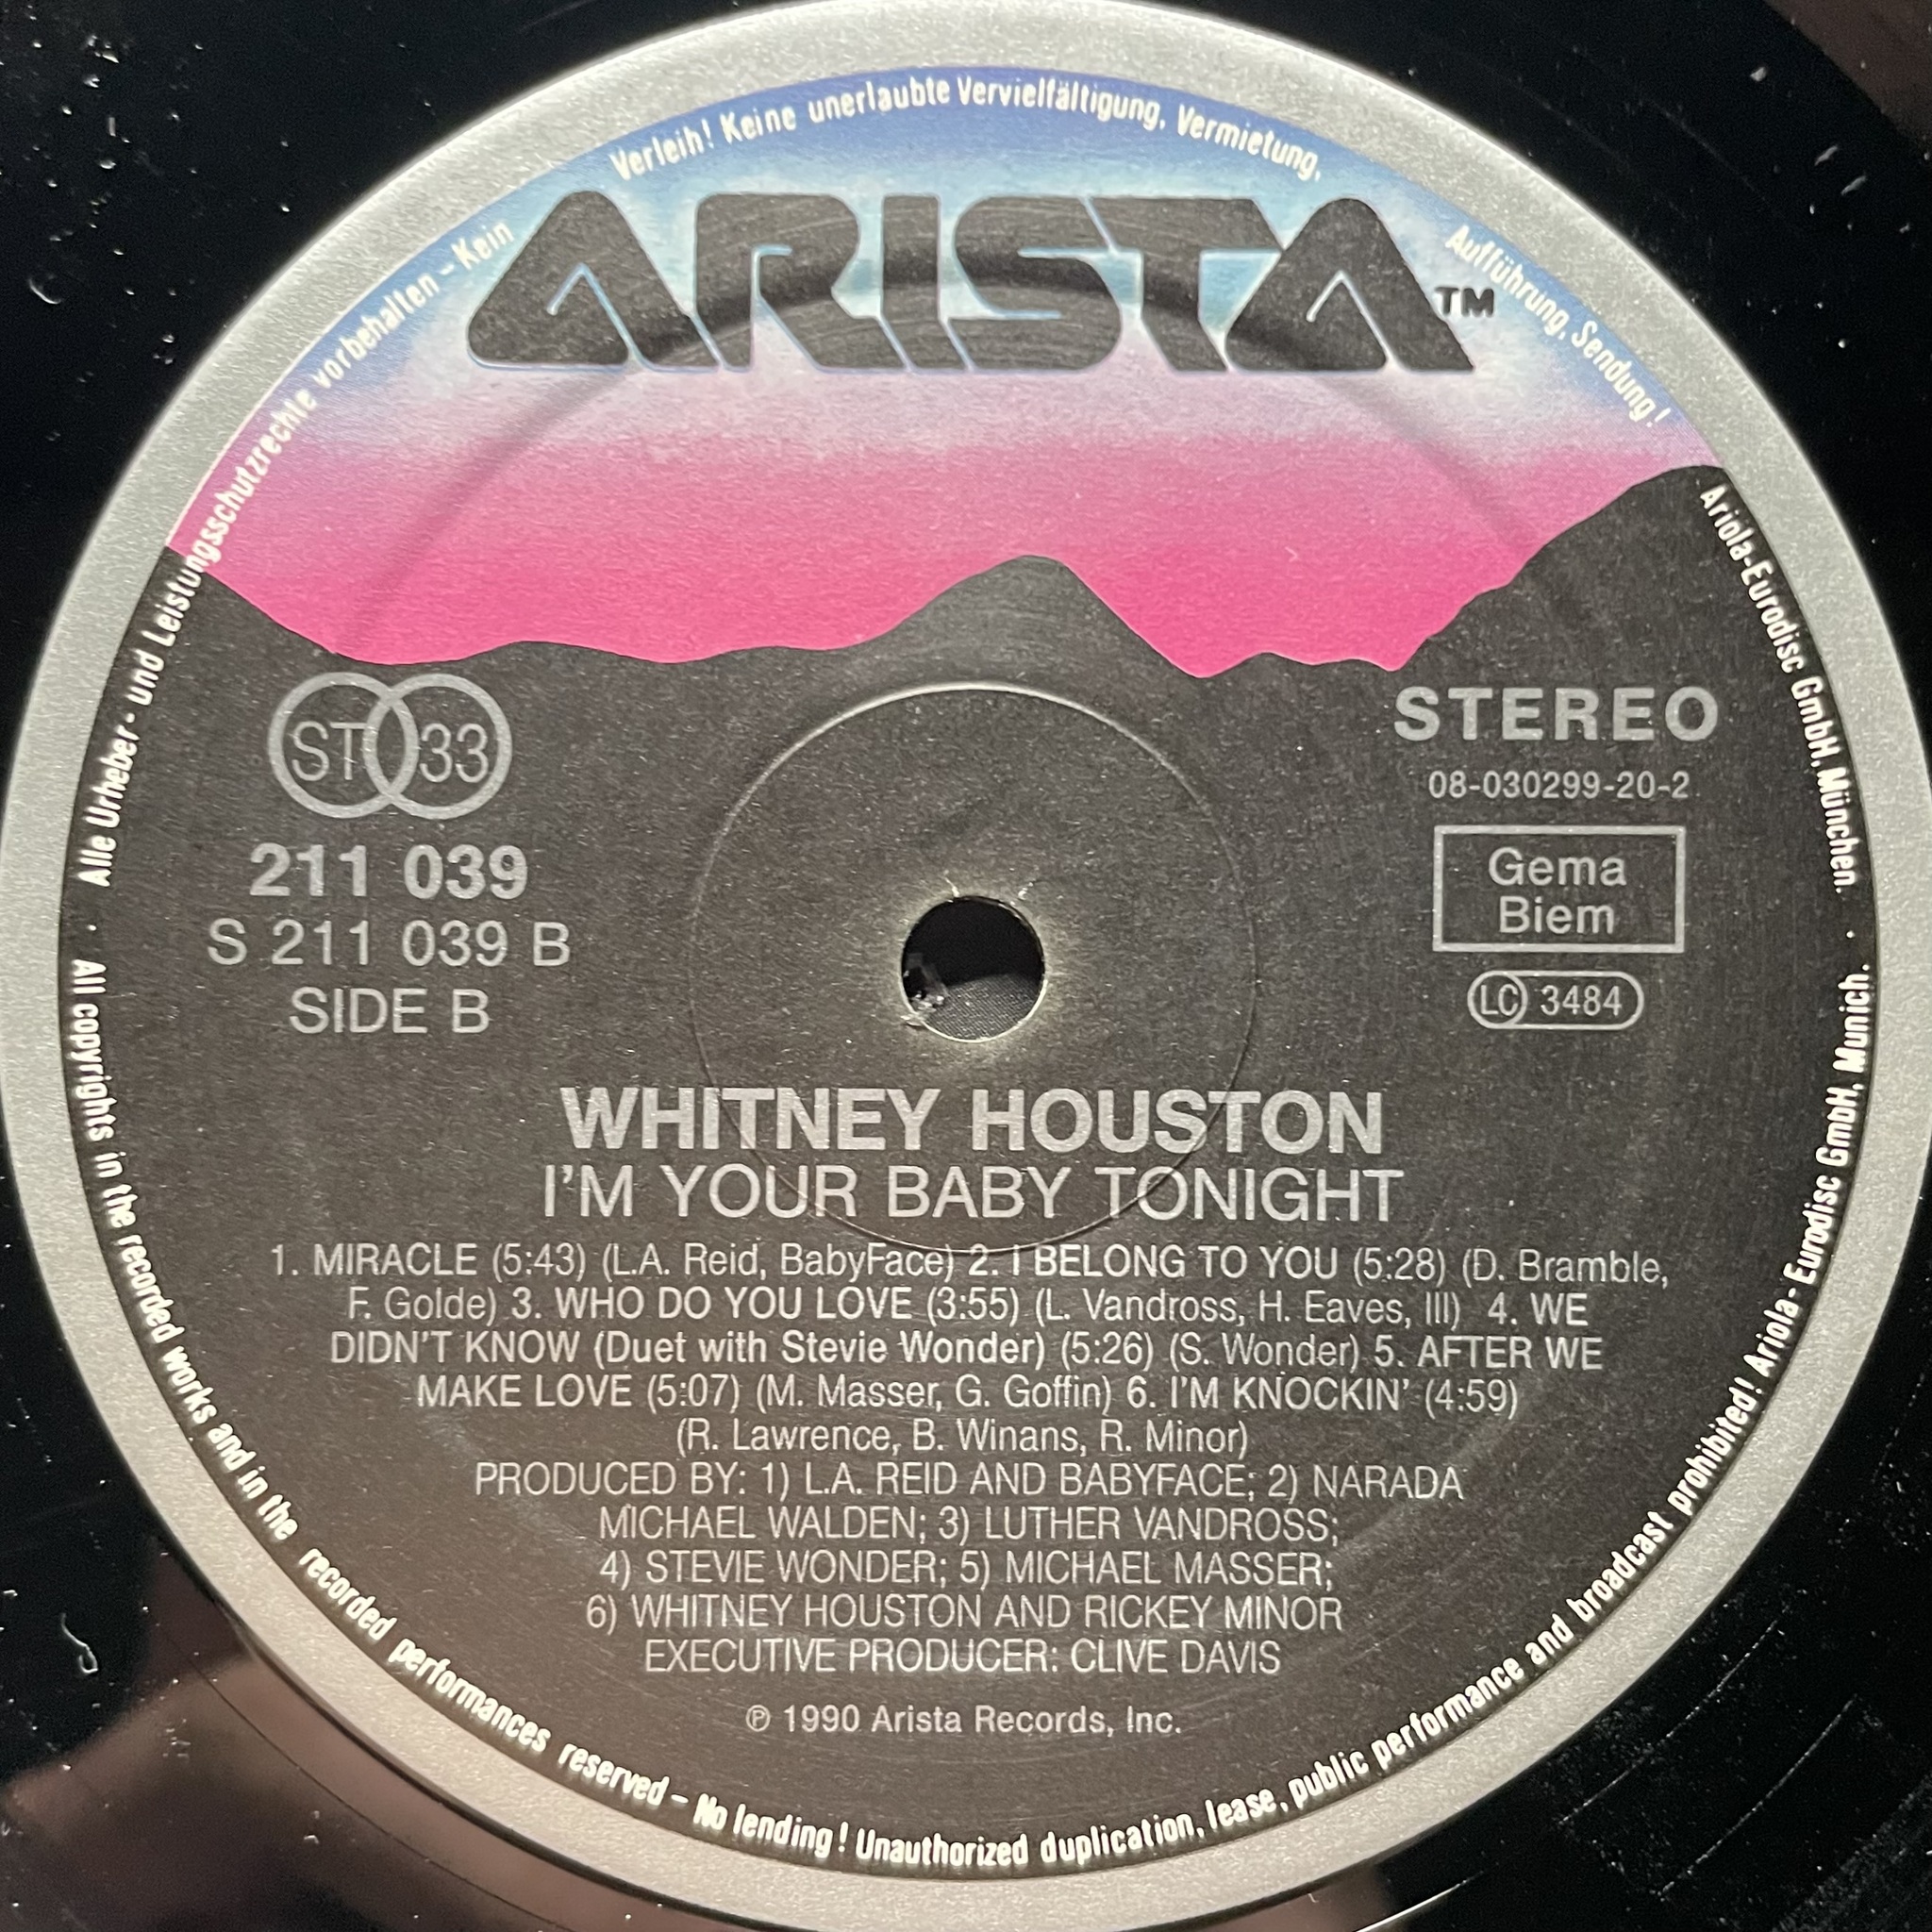 Alle Urheber- und Leistungsschutzrechte vorbehalten - Kein Verleih! Keine unerlaubte Vervielfältigung, Vermietung, Aufführung, Sendung!
ARISTA™
Ariola-Eurodisc GmbH, München.
ST 33
STEREO
08-030299-20-2
211 039
Gema
Biem
S 211 039 B
LC 3484
SIDE B
WHITNEY HOUSTON
I'M YOUR BABY TONIGHT
1. MIRACLE (5:43) (L.A. Reid, BabyFace) 2. I BELONG TO YOU (5:28) (D. Bramble,
F. Golde) 3. WHO DO YOU LOVE (3:55) (L. Vandross, H. Eaves, III) 4. WE
DIDN'T KNOW (Duet with Stevie Wonder) (5:26) (S. Wonder) 5. AFTER WE
MAKE LOVE (5:07) (M. Masser, G. Goffin) 6. I'M KNOCKIN' (4:59)
(R. Lawrence, B. Winans, R. Minor)
PRODUCED BY: 1) L.A. REID AND BABYFACE; 2) NARADA
MICHAEL WALDEN; 3) LUTHER VANDROSS;
4) STEVIE WONDER; 5) MICHAEL MASSER;
6) WHITNEY HOUSTON AND RICKEY MINOR
EXECUTIVE PRODUCER: CLIVE DAVIS
℗ 1990 Arista Records, Inc.
All copyrights in the recorded works and in the recorded performances reserved - No lending! Unauthorized duplication, lease, public performance and broadcast prohibited! Ariola-Eurodisc GmbH, Munich.